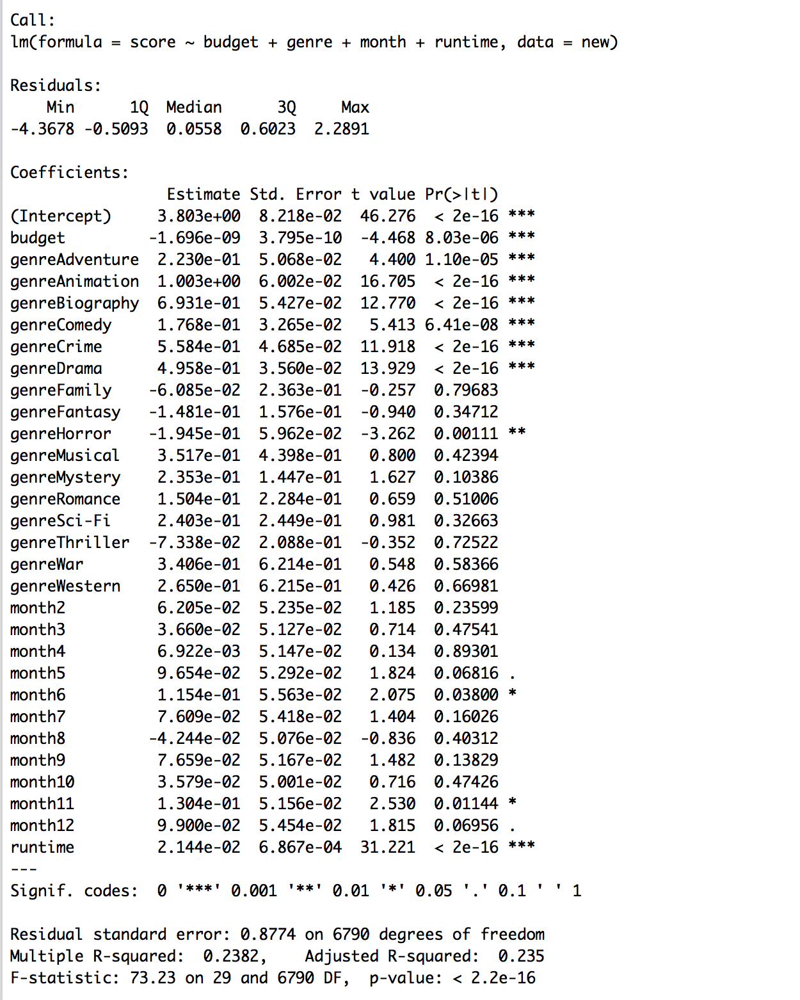 Call:
lm(formula = score ~ budget + genre + month + runtime, data = new)
Residuals:
    Min      1Q  Median      3Q     Max
-4.3678 -0.5093  0.0558  0.6023  2.2891
Coefficients:
                 Estimate Std. Error t value Pr(>|t|)
(Intercept)     3.803e+00  8.218e-02  46.276  < 2e-16 ***
budget         -1.696e-09  3.795e-10  -4.468 8.03e-06 ***
genreAdventure  2.230e-01  5.068e-02   4.400 1.10e-05 ***
genreAnimation  1.003e+00  6.002e-02  16.705  < 2e-16 ***
genreBiography  6.931e-01  5.427e-02  12.770  < 2e-16 ***
genreComedy     1.768e-01  3.265e-02   5.413 6.41e-08 ***
genreCrime      5.584e-01  4.685e-02  11.918  < 2e-16 ***
genreDrama      4.958e-01  3.560e-02  13.929  < 2e-16 ***
genreFamily    -6.085e-02  2.363e-01  -0.257  0.79683
genreFantasy   -1.481e-01  1.576e-01  -0.940  0.34712
genreHorror    -1.945e-01  5.962e-02  -3.262  0.00111 **
genreMusical    3.517e-01  4.398e-01   0.800  0.42394
genreMystery    2.353e-01  1.447e-01   1.627  0.10386
genreRomance    1.504e-01  2.284e-01   0.659  0.51006
genreSci-Fi     2.403e-01  2.449e-01   0.981  0.32663
genreThriller  -7.338e-02  2.088e-01  -0.352  0.72522
genreWar        3.406e-01  6.214e-01   0.548  0.58366
genreWestern    2.650e-01  6.215e-01   0.426  0.66981
month2          6.205e-02  5.235e-02   1.185  0.23599
month3          3.660e-02  5.127e-02   0.714  0.47541
month4          6.922e-03  5.147e-02   0.134  0.89301
month5          9.654e-02  5.292e-02   1.824  0.06816 .
month6          1.154e-01  5.563e-02   2.075  0.03800 *
month7          7.609e-02  5.418e-02   1.404  0.16026
month8         -4.244e-02  5.076e-02  -0.836  0.40312
month9          7.659e-02  5.167e-02   1.482  0.13829
month10         3.579e-02  5.001e-02   0.716  0.47426
month11         1.304e-01  5.156e-02   2.530  0.01144 *
month12         9.900e-02  5.454e-02   1.815  0.06956 .
runtime         2.144e-02  6.867e-04  31.221  < 2e-16 ***
---
Signif. codes:  0 '***' 0.001 '**' 0.01 '*' 0.05 '.' 0.1 ' ' 1
Residual standard error: 0.8774 on 6790 degrees of freedom
Multiple R-squared:  0.2382,    Adjusted R-squared:  0.235
F-statistic: 73.23 on 29 and 6790 DF,  p-value: < 2.2e-16